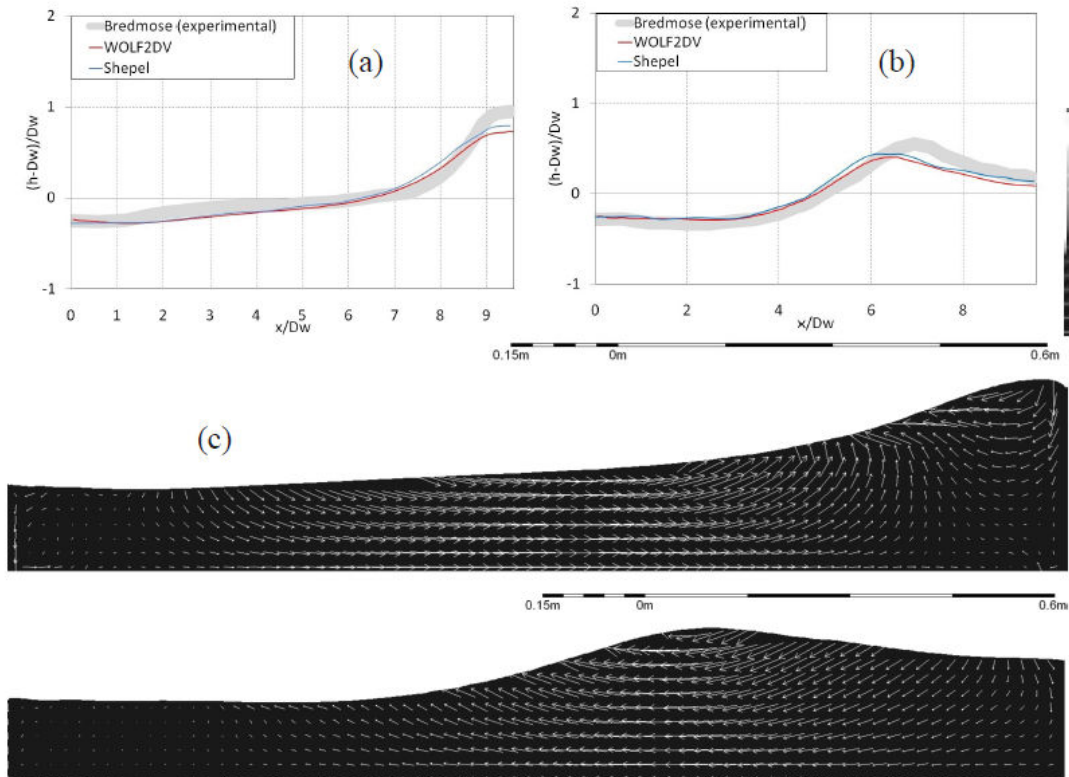 2
Bredmose (experimental)
WOLF2DV
Shepel
(a)
1
(h-Dw)/Dw
0
-1
0 1 2 3 4 5 6 7 8 9
x/Dw
2
Bredmose (experimental)
WOLF2DV
Shepel
(b)
1
(h-Dw)/Dw
0
-1
0 2 4 6 8
x/Dw
0.15m 0m 0.6m
(c)
0.15m 0m 0.6m